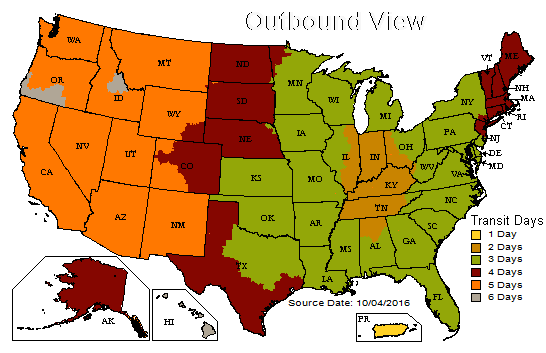 Outbound View
WA
MT
ND
MN
ME
VT
OR
ID
WY
SD
WI
MI
NY
NH
MA
RI
CT
NV
UT
CO
NE
IA
IL
IN
OH
PA
NJ
DE
MD
CA
KS
MO
KY
WV
VA
AZ
NM
OK
AR
TN
NC
SC
TX
LA
MS
AL
GA
FL
AK
HI
PR
Transit Days
1 Day
2 Days
3 Days
4 Days
5 Days
6 Days
Source Date: 10/04/2016